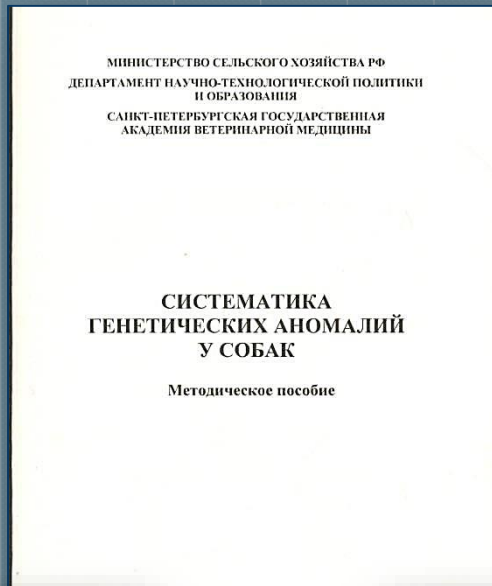 МИНИСТЕРСТВО СЕЛЬСКОГО ХОЗЯЙСТВА РФ
ДЕПАРТАМЕНТ НАУЧНО-ТЕХНОЛОГИЧЕСКОЙ ПОЛИТИКИ
И ОБРАЗОВАНИЯ
САНКТ-ПЕТЕРБУРГСКАЯ ГОСУДАРСТВЕННАЯ
АКАДЕМИЯ ВЕТЕРИНАРНОЙ МЕДИЦИНЫ
СИСТЕМАТИКА
ГЕНЕТИЧЕСКИХ АНОМАЛИЙ
У СОБАК
Методическое пособие